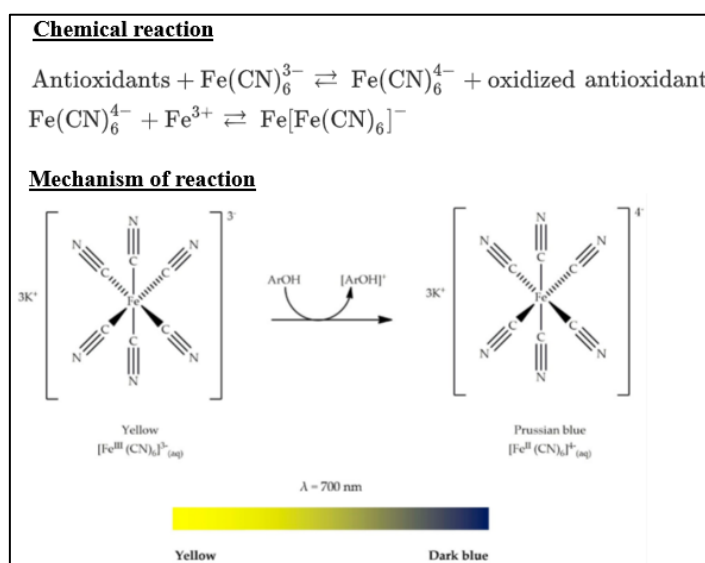 Chemical reaction
Antioxidants + Fe(CN)₆³⁻ ⇄ Fe(CN)₆⁴⁻ + oxidized antioxidant
Fe(CN)₆⁴⁻ + Fe³⁺ ⇄ Fe[Fe(CN)₆]⁻
Mechanism of reaction
3K⁺ N N N C C C Fe C C C N N N 3-
ArOH [ArOH]⁺
3K⁺ N N N C C C Fe C C C N N N 4-
Yellow
[Feᴵᴵᴵ (CN)₆]³⁻(aq)
Prussian blue
[Feᴵᴵ (CN)₆]⁴⁻(aq)
λ = 700 nm
Yellow Dark blue